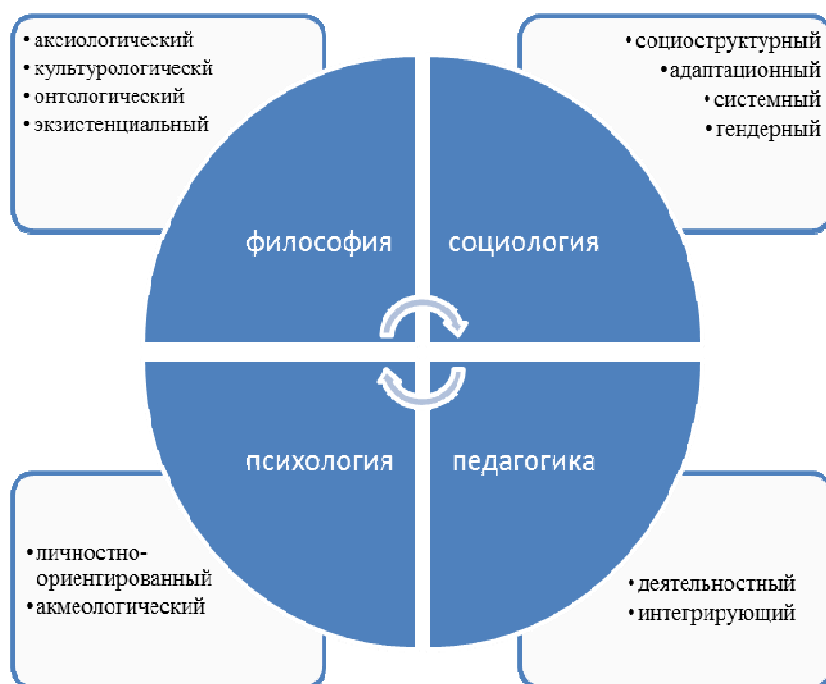 • аксиологический
• культурологическй
• онтологический
• экзистенциальный
• социоструктурный
• адаптационный
• системный
• гендерный
философия
социология
психология
педагогика
• личностно-
ориентированный
• акмеологический
• деятельностный
• интегрирующий